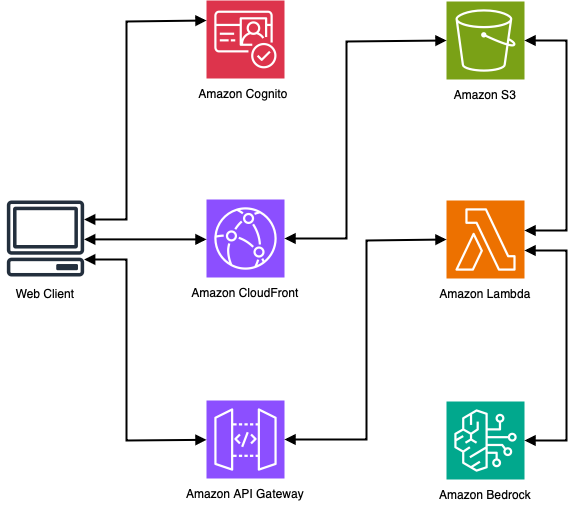 Amazon Cognito
Amazon S3
Web Client
Amazon CloudFront
Amazon Lambda
</>
Amazon API Gateway
Amazon Bedrock